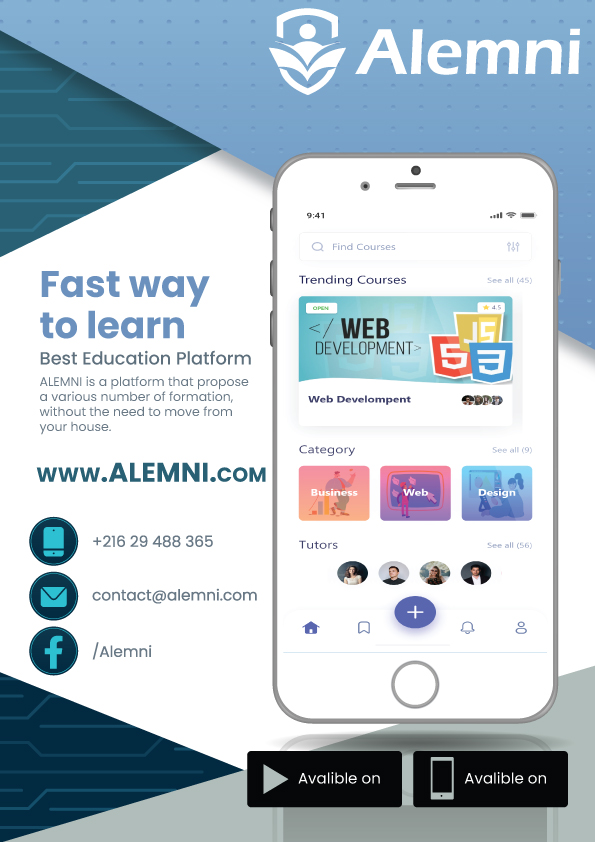 Alemni
Fast way
to learn
Best Education Platform
ALEMNI is a platform that propose
a various number of formation,
without the need to move from
your house.
www.ALEMNI.com
+216 29 488 365
contact@alemni.com
/Alemni
9:41
Find Courses
Trending Courses
See all (45)
OPEN
4.5
</ WEB
DEVELOPMENT>
JS
5
3
Web Develompent
Category
See all (9)
Business
Web
Design
Tutors
See all (56)
Avalible on
Avalible on